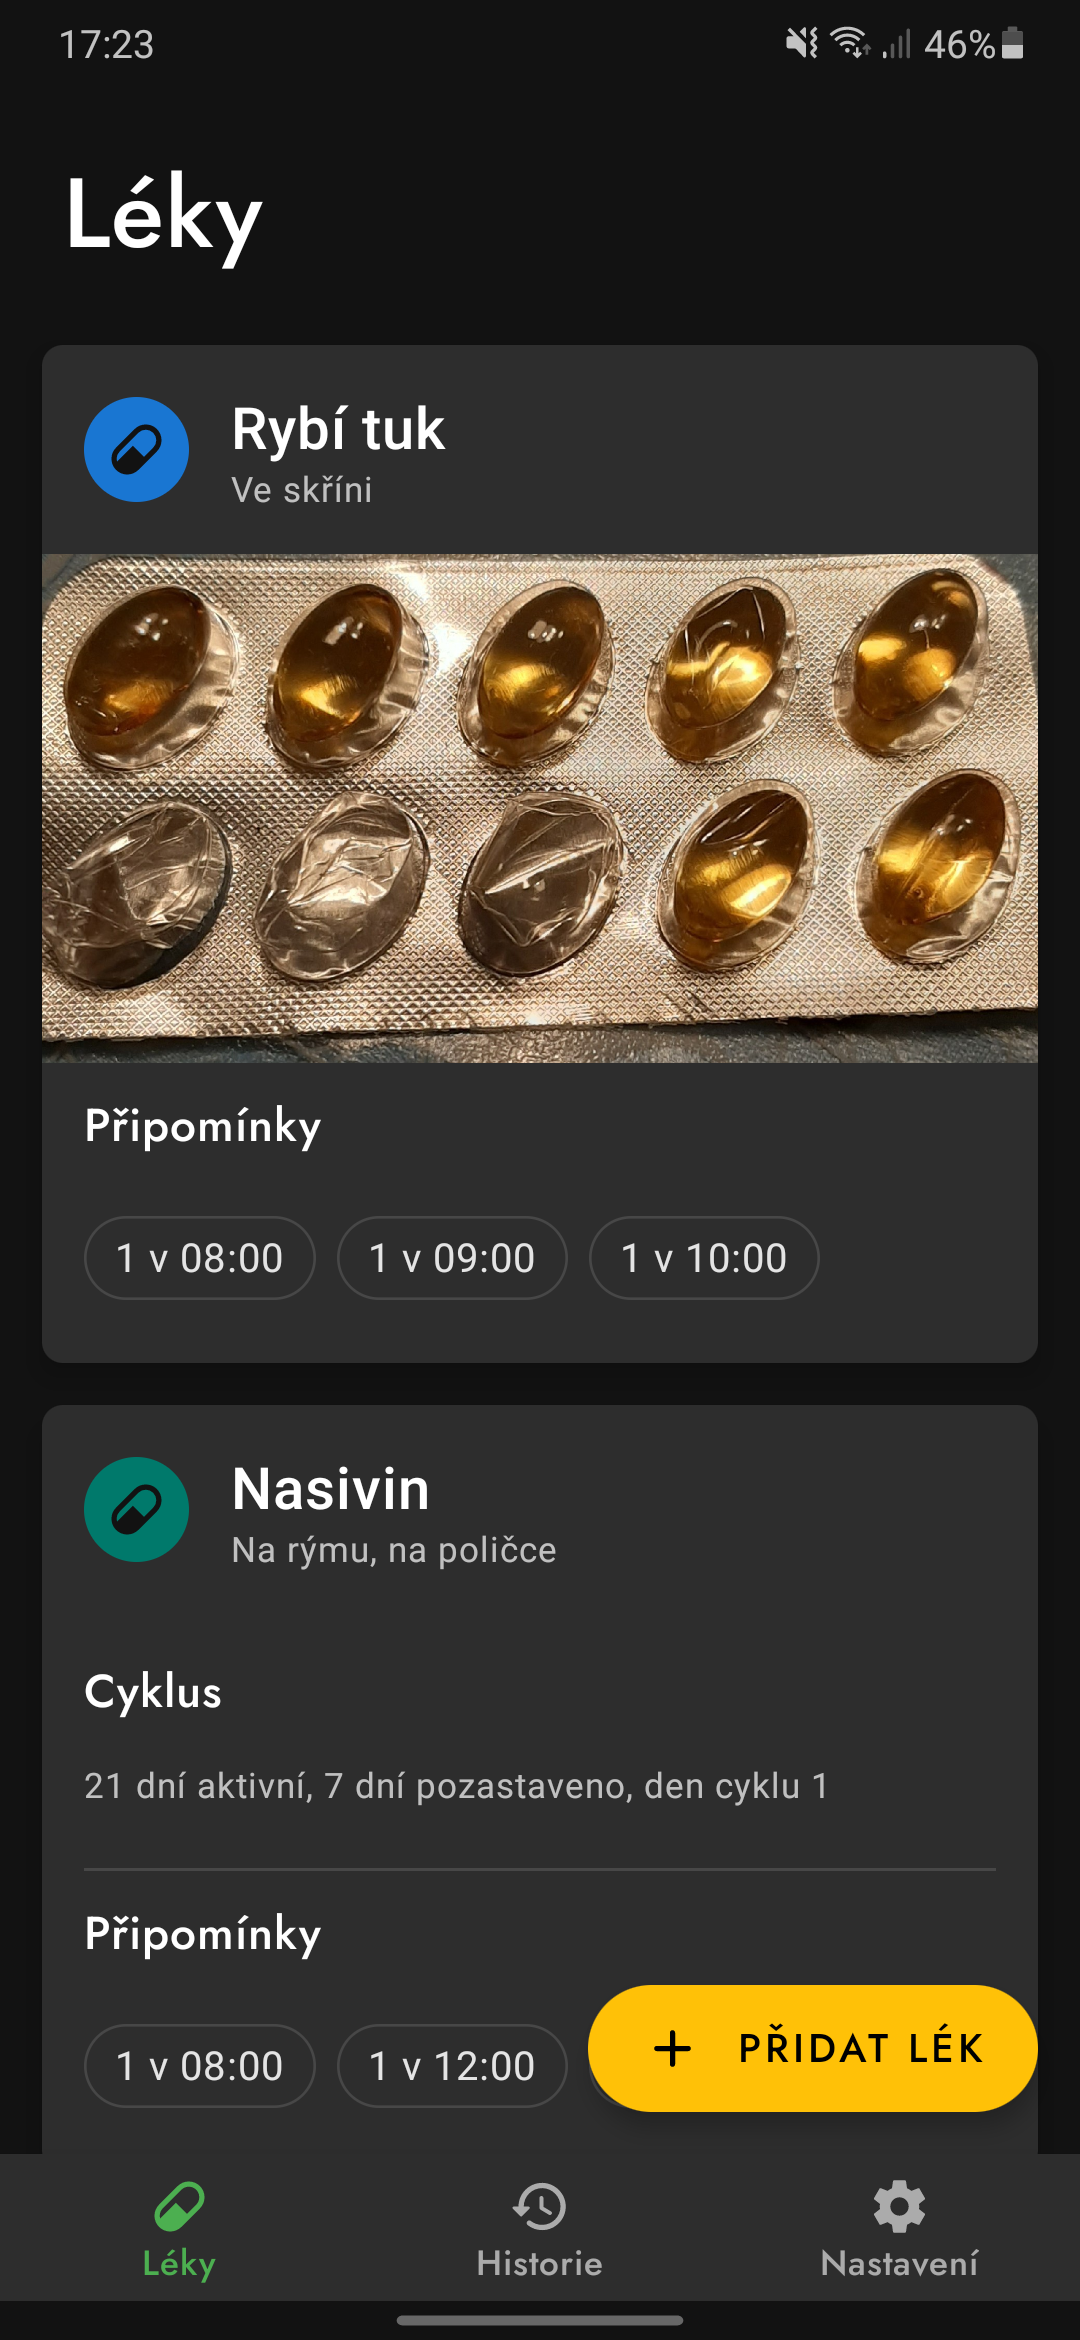 17:23
46%
Léky
Rybí tuk
Ve skříni
Připomínky
1 v 08:00
1 v 09:00
1 v 10:00
Nasivin
Na rýmu, na poličce
Cyklus
21 dní aktivní, 7 dní pozastaveno, den cyklu 1
Připomínky
1 v 08:00
1 v 12:00
PŘIDAT LÉK
Léky
Historie
Nastavení